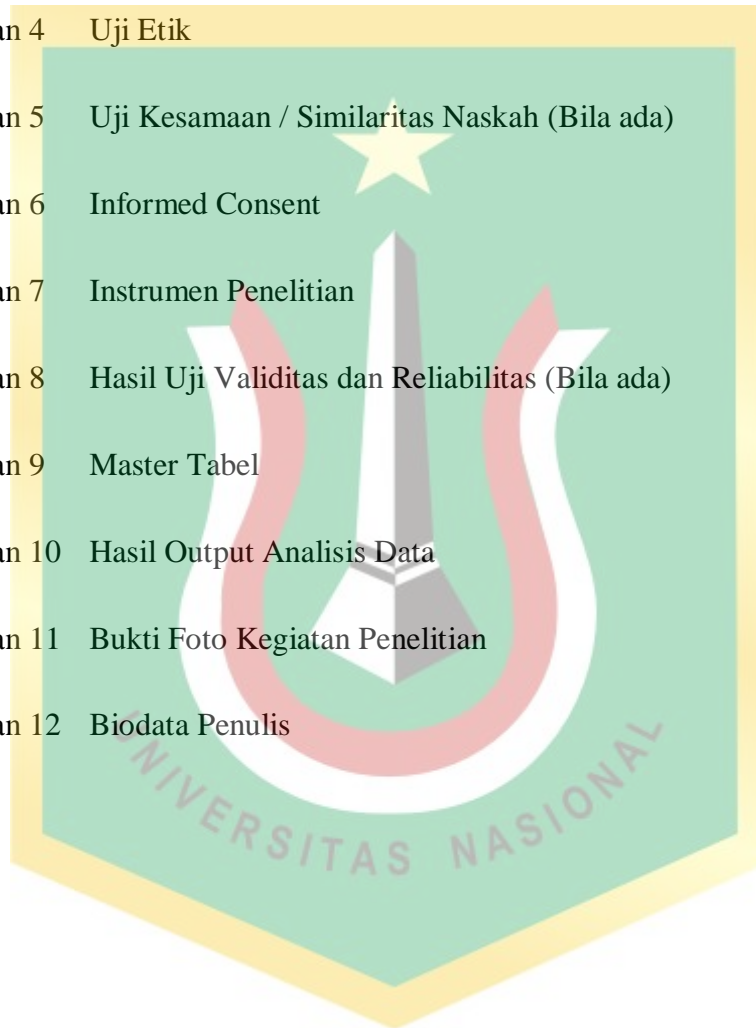 an 4 Uji Etik
an 5 Uji Kesamaan / Similaritas Naskah (Bila ada)
an 6 Informed Consent
an 7 Instrumen Penelitian
an 8 Hasil Uji Validitas dan Reliabilitas (Bila ada)
an 9 Master Tabel
an 10 Hasil Output Analisis Data
an 11 Bukti Foto Kegiatan Penelitian
an 12 Biodata Penulis
UNIVERSITAS NASIONAL